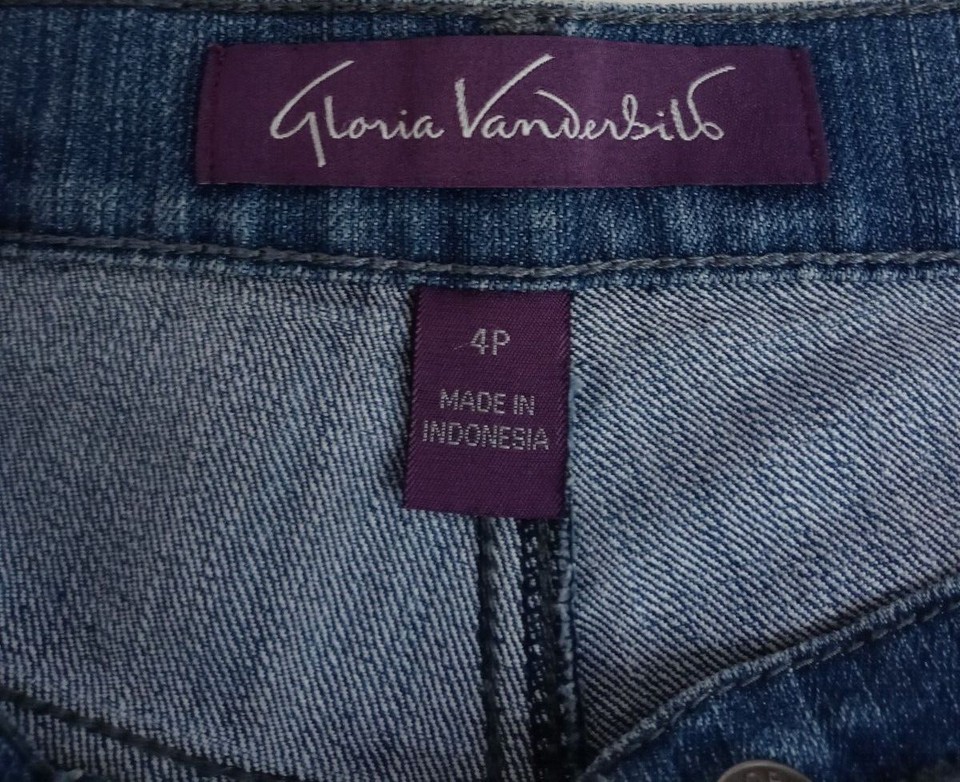 Gloria Vanderbilt
4P
MADE IN
INDONESIA